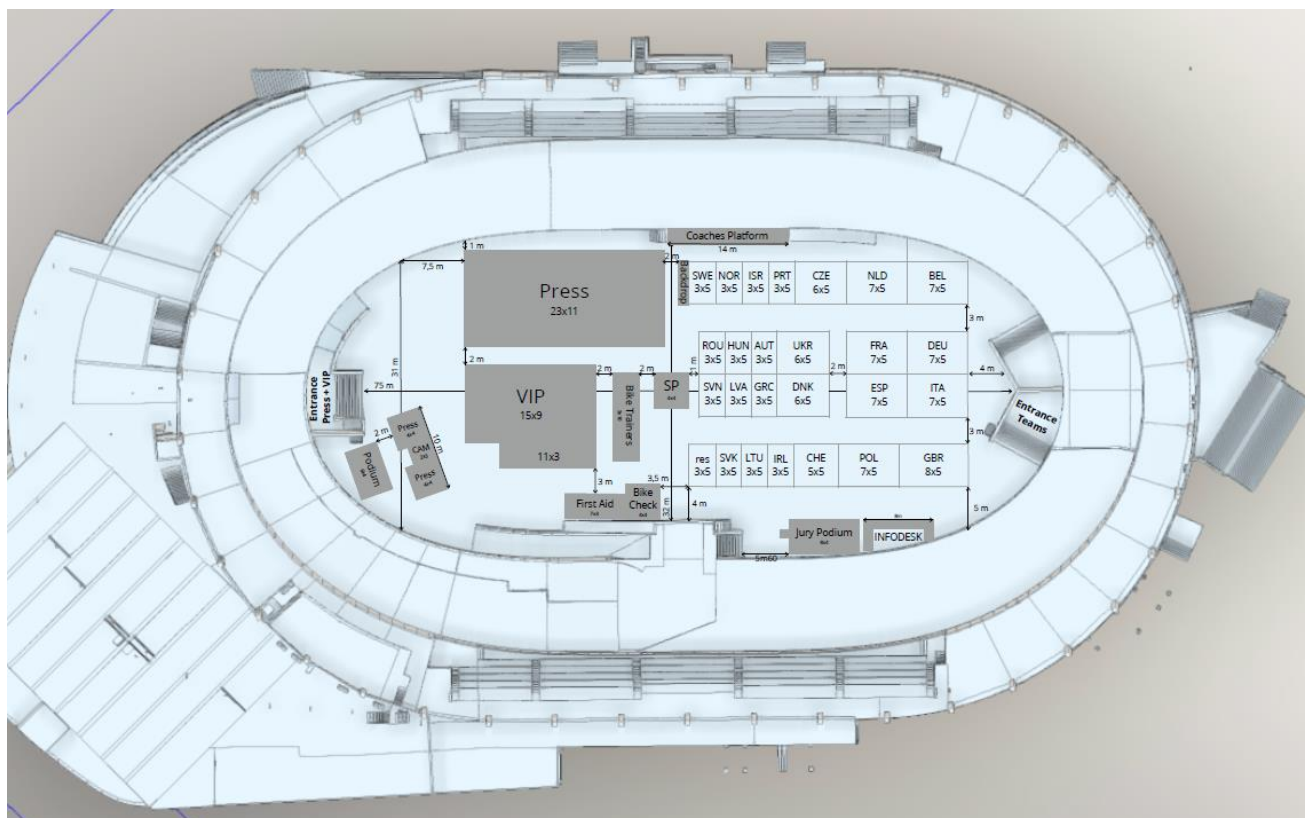 Coaches Platform
14 m
1 m
7,5 m
2 m
Backdrop
SWE
3x5
NOR
3x5
ISR
3x5
PRT
3x5
CZE
6x5
NLD
7x5
BEL
7x5
Press
23x11
3 m
31 m
2 m
ROU
3x5
HUN
3x5
AUT
3x5
UKR
6x5
FRA
7x5
DEU
7x5
1 m
2 m
4 m
75 m
Entrance
Press + VIP
VIP
15x9
11x3
2 m
Bike Trainers
2 m
SP
SVN
3x5
LVA
3x5
GRC
3x5
DNK
6x5
ESP
7x5
ITA
7x5
Entrance
Teams
3 m
2 m
Press
CAM
Press
10 m
Podium
res
3x5
SVK
3x5
LTU
3x5
IRL
3x5
CHE
5x5
POL
7x5
GBR
8x5
3 m
3,5 m
First Aid
Bike
Check
32 m
4 m
5 m
Jury Podium
INFODESK
5m60